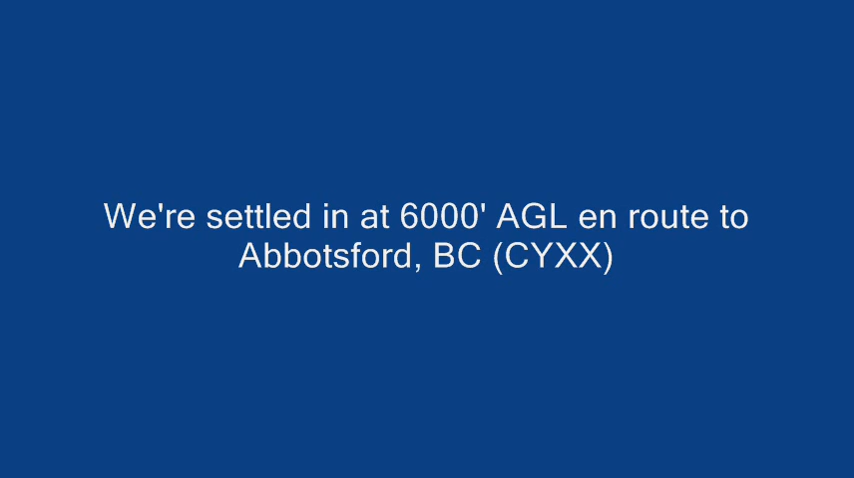 We're settled in at 6000' AGL en route to
Abbotsford, BC (CYXX)